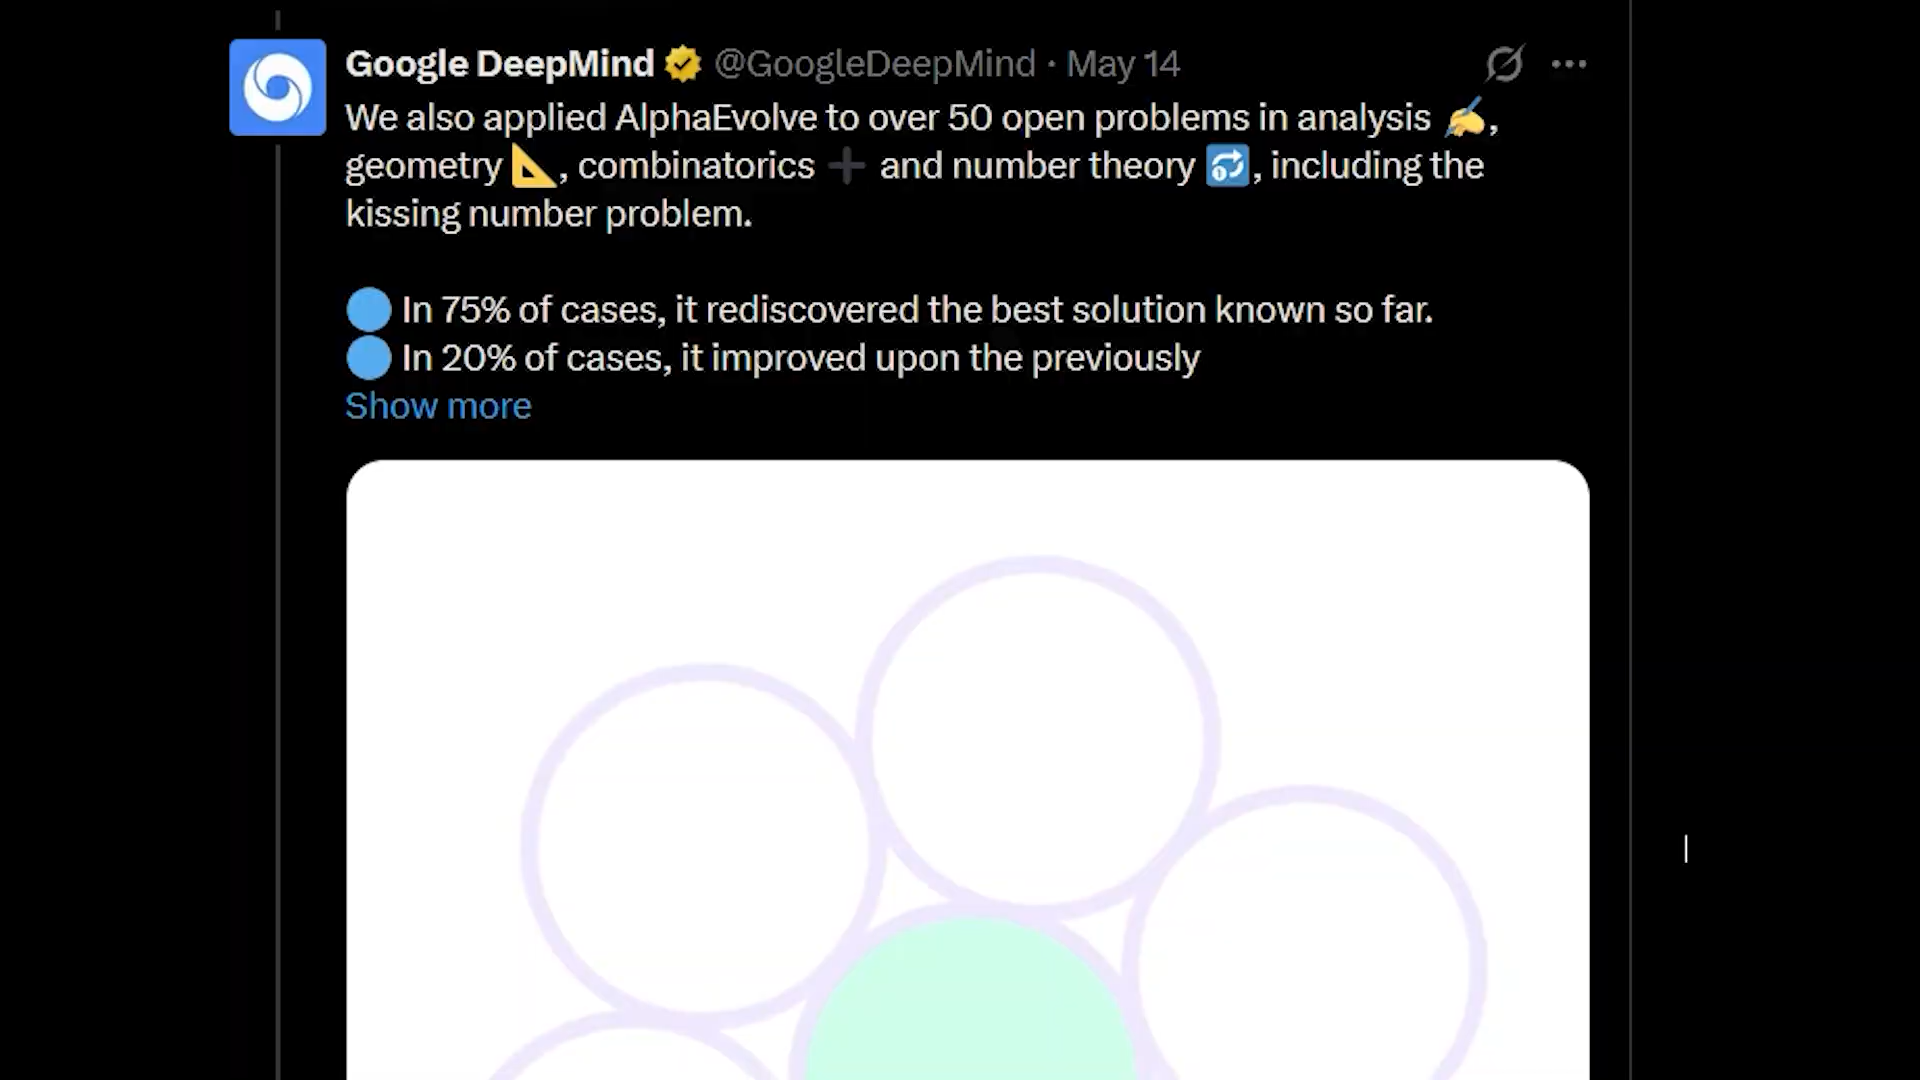 Google DeepMind @GoogleDeepMind · May 14
We also applied AlphaEvolve to over 50 open problems in analysis ✍️,
geometry 📐, combinatorics ➕ and number theory 🔂, including the
kissing number problem.
🔵 In 75% of cases, it rediscovered the best solution known so far.
🔵 In 20% of cases, it improved upon the previously
Show more